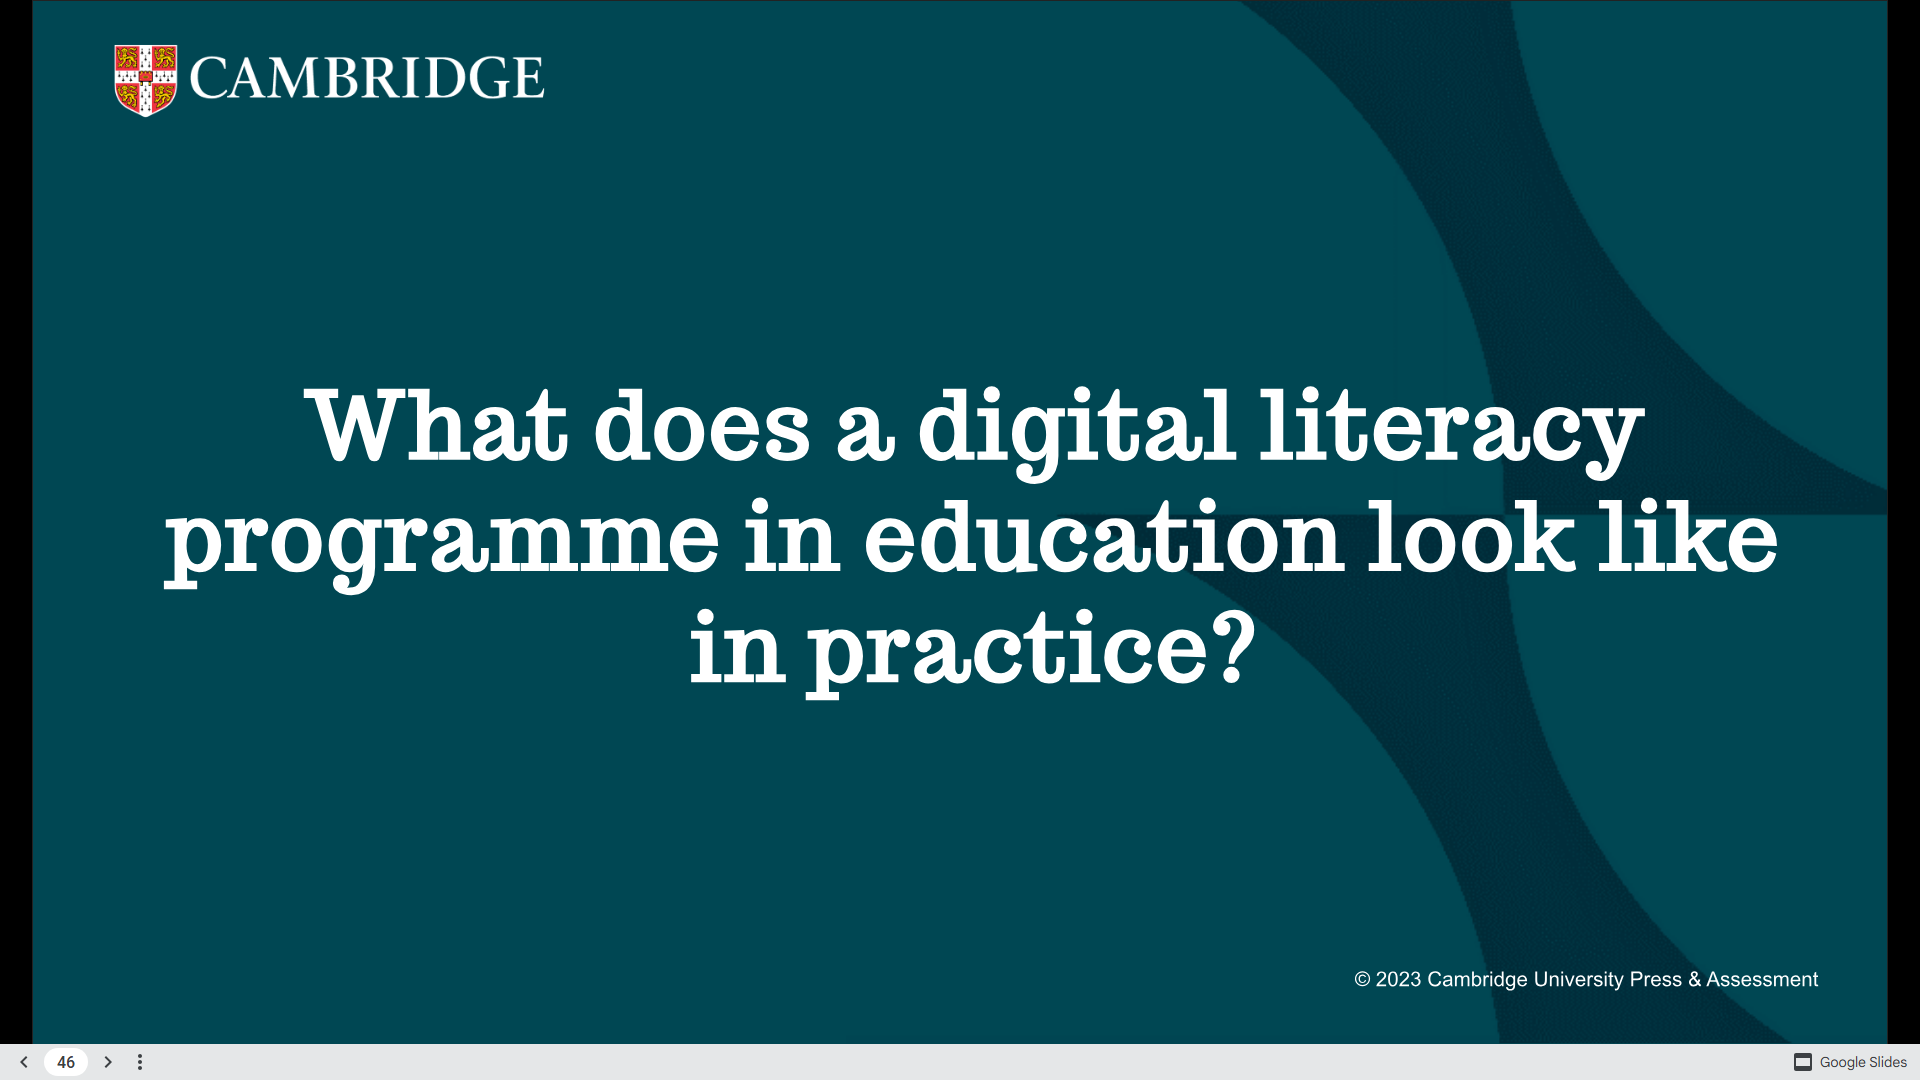 CAMBRIDGE
What does a digital literacy
programme in education look like
in practice?
© 2023 Cambridge University Press & Assessment
46
Google Slides